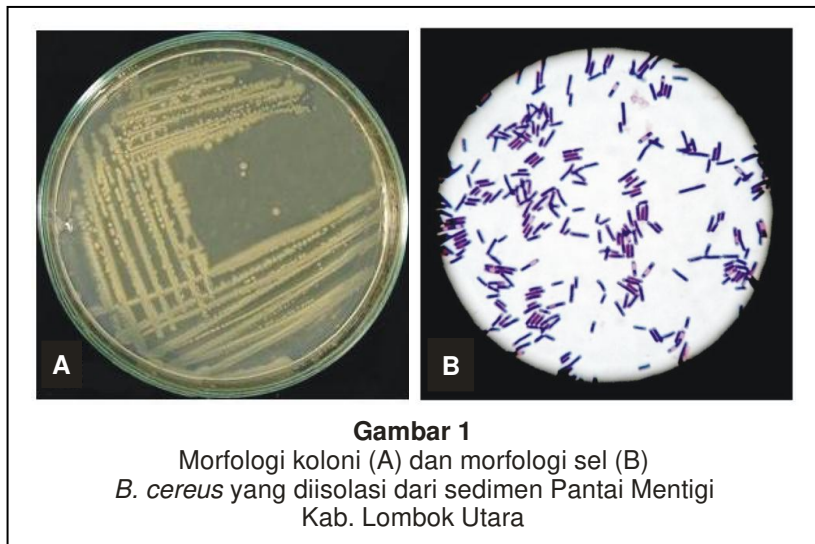 A
B
Gambar 1
Morfologi koloni (A) dan morfologi sel (B)
B. cereus yang diisolasi dari sedimen Pantai Mentigi
Kab. Lombok Utara